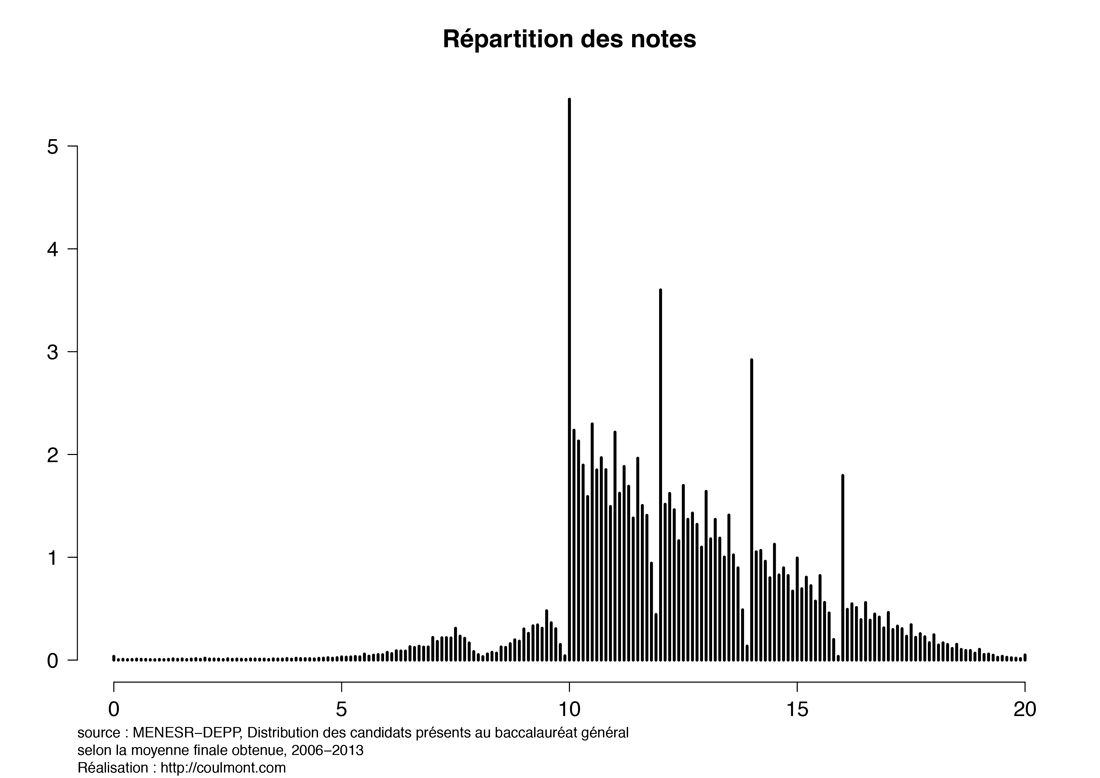 Répartition des notes
5
4
3
2
1
0
0 5 10 15 20
source : MENESR–DEPP, Distribution des candidats présents au baccalauréat général
selon la moyenne finale obtenue, 2006–2013
Réalisation : http://coulmont.com